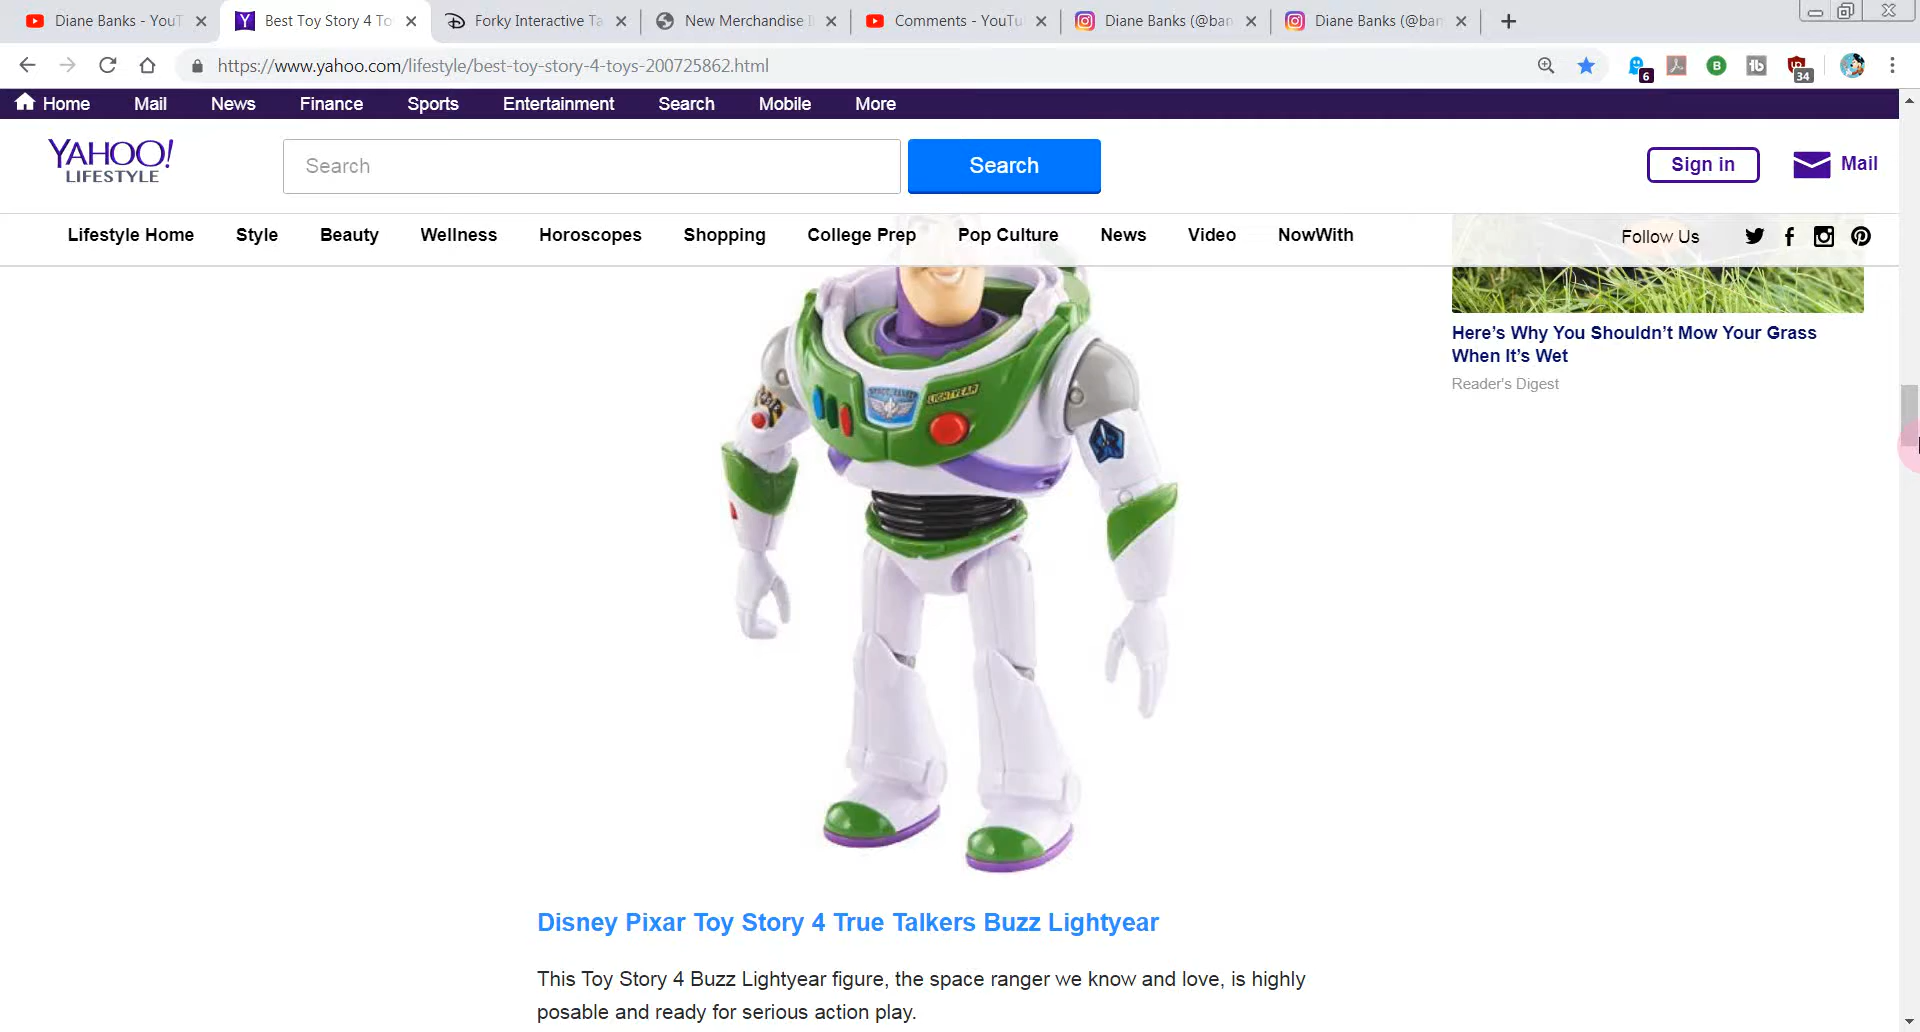 Diane Banks - YouT
Best Toy Story 4 To
Forky Interactive Ta
New Merchandise I
Comments - YouTu
Diane Banks (@ban
Diane Banks (@ban
https://www.yahoo.com/lifestyle/best-toy-story-4-toys-200725862.html
6
B
tb
34
Home Mail News Finance Sports Entertainment Search Mobile More
YAHOO!
LIFESTYLE
Search
Search
Sign in
Mail
Lifestyle Home Style Beauty Wellness Horoscopes Shopping College Prep Pop Culture News Video NowWith
Follow Us
Here’s Why You Shouldn’t Mow Your Grass
When It’s Wet
Reader's Digest
SPACE RANGER
LIGHTYEAR
Disney Pixar Toy Story 4 True Talkers Buzz Lightyear
This Toy Story 4 Buzz Lightyear figure, the space ranger we know and love, is highly
posable and ready for serious action play.